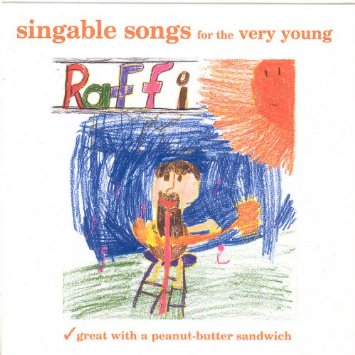 singable songs for the very young
Raffi
✓great with a peanut-butter sandwich